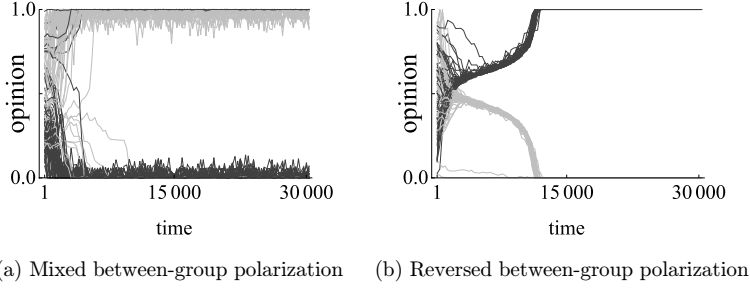 1.0
opinion
0.0
1
15 000
30 000
time
(a) Mixed between-group polarization
1.0
opinion
0.0
1
15 000
30 000
time
(b) Reversed between-group polarization